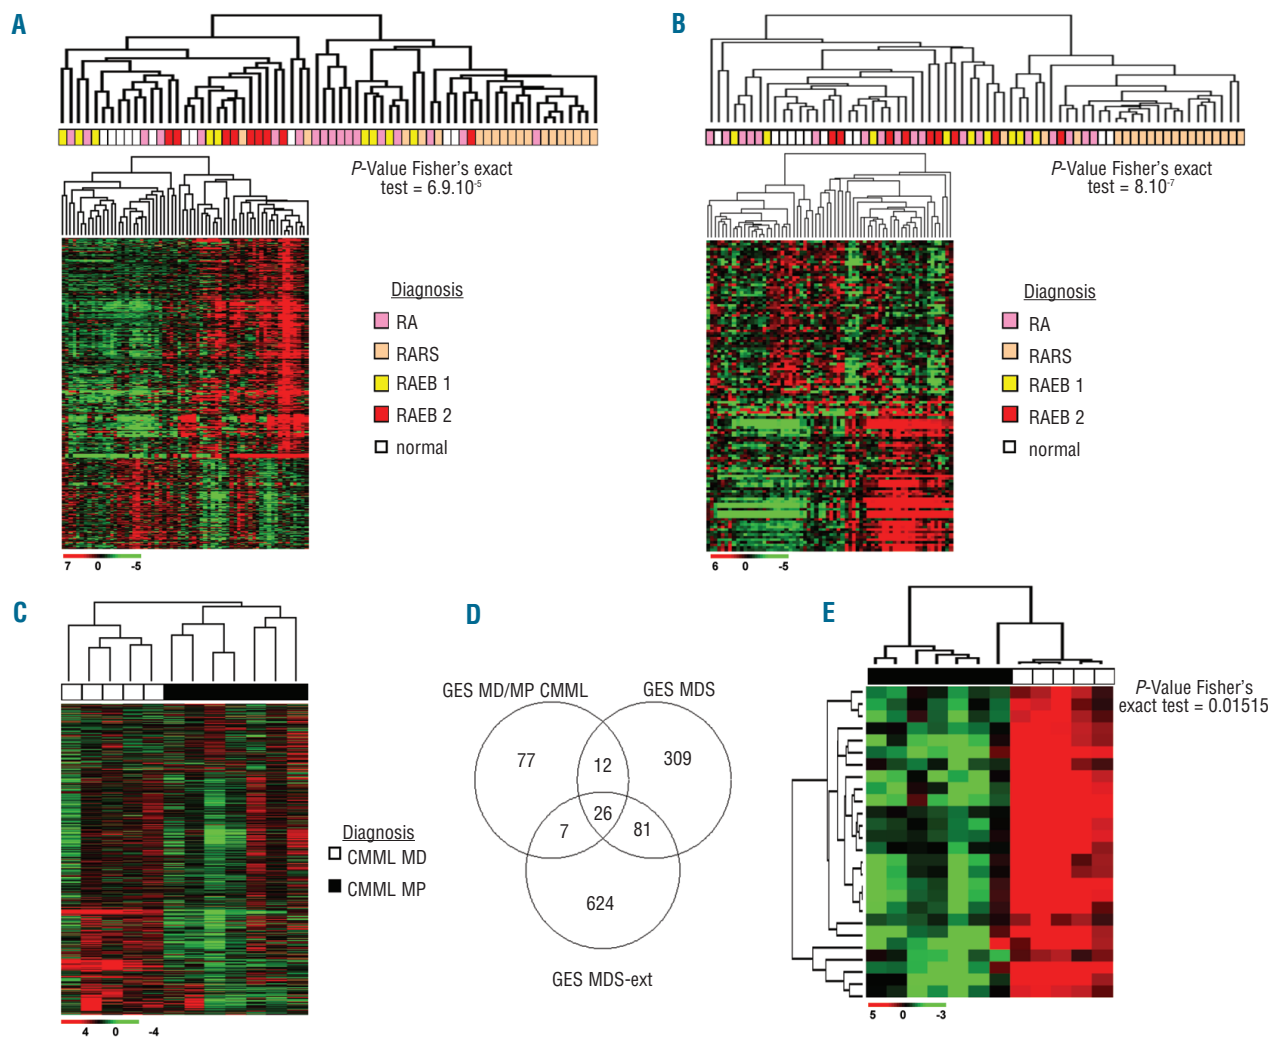 A
P-Value Fisher's exact
test = 6.9.10-5
Diagnosis
RA
RARS
RAEB 1
RAEB 2
normal
7 0 -5
B
P-Value Fisher's exact
test = 8.10-7
Diagnosis
RA
RARS
RAEB 1
RAEB 2
normal
6 0 -5
C
Diagnosis
CMML MD
CMML MP
4 0 -4
D
GES MD/MP CMML
GES MDS
77
12
309
26
7
81
624
GES MDS-ext
E
P-Value Fisher's
exact test = 0.01515
5 0 -3